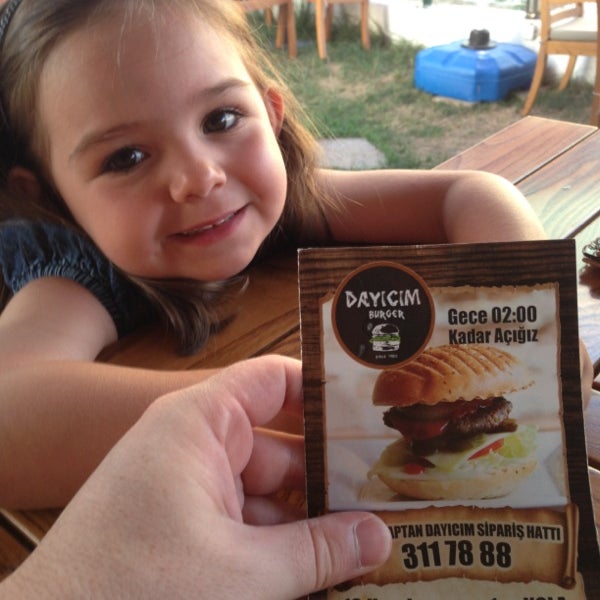 DAYICIM
BURGER
Gece 02:00
Kadar Açığız
DAYICIM SİPARİŞ HATTI
311 78 88